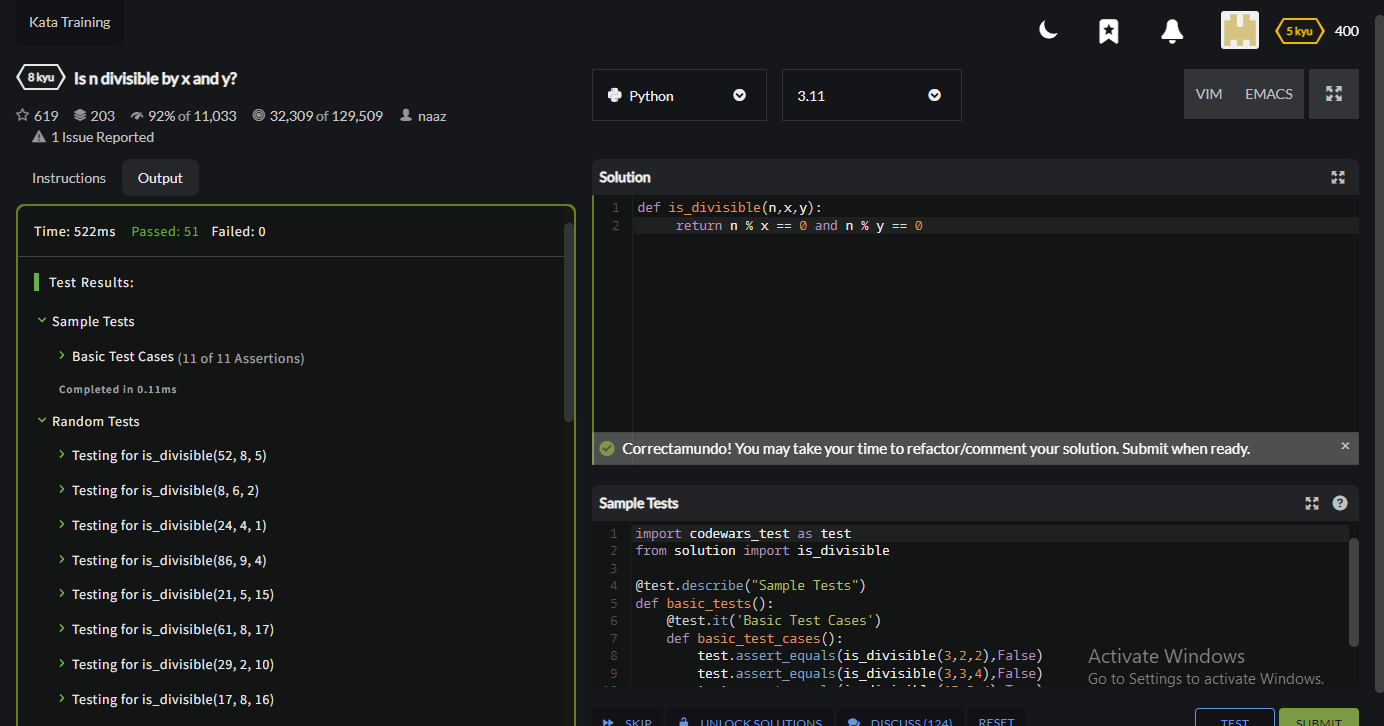 Kata Training
5 kyu 400
8 kyu Is n divisible by x and y?
619 203 92% of 11,033 32,309 of 129,509 naaz
1 Issue Reported
Python
3.11
VIM EMACS
Instructions Output
Time: 522ms Passed: 51 Failed: 0
Test Results:
Sample Tests
Basic Test Cases (11 of 11 Assertions)
Completed in 0.11ms
Random Tests
Testing for is_divisible(52, 8, 5)
Testing for is_divisible(8, 6, 2)
Testing for is_divisible(24, 4, 1)
Testing for is_divisible(86, 9, 4)
Testing for is_divisible(21, 5, 15)
Testing for is_divisible(61, 8, 17)
Testing for is_divisible(29, 2, 10)
Testing for is_divisible(17, 8, 16)
Solution
1 def is_divisible(n,x,y):
2 return n % x == 0 and n % y == 0
Correctamundo! You may take your time to refactor/comment your solution. Submit when ready. ×
Sample Tests
1 import codewars_test as test
2 from solution import is_divisible
3
4 @test.describe("Sample Tests")
5 def basic_tests():
6 @test.it('Basic Test Cases')
7 def basic_test_cases():
8 test.assert_equals(is_divisible(3,2,2),False)
9 test.assert_equals(is_divisible(3,3,4),False)
Activate Windows
Go to Settings to activate Windows.
SKIP UNLOCK SOLUTIONS DISCUSS (124) RESET TEST SUBMIT